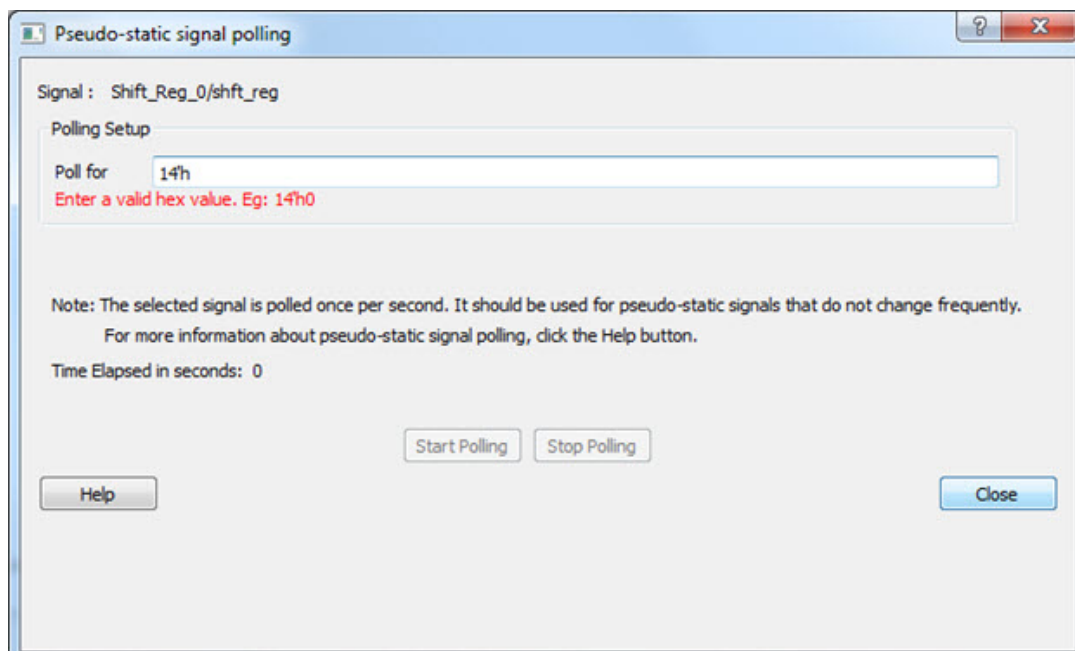 Pseudo-static signal polling
Signal : Shift_Reg_0/shft_reg
Polling Setup
Poll for 14'h
Enter a valid hex value. Eg: 14'h0
Note: The selected signal is polled once per second. It should be used for pseudo-static signals that do not change frequently.
For more information about pseudo-static signal polling, click the Help button.
Time Elapsed in seconds: 0
Start Polling Stop Polling
Help Close